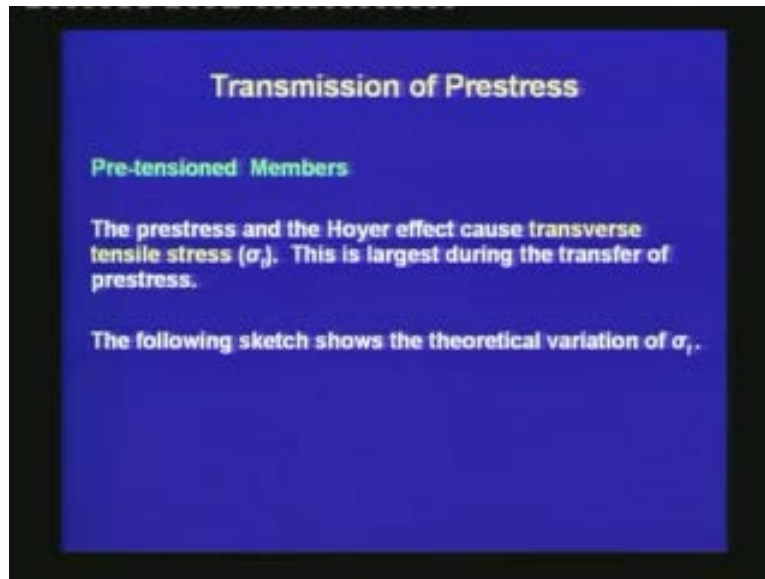 Transmission of Prestress
Pre-tensioned Members
The prestress and the Hoyer effect cause transverse
tensile stress (σₜ). This is largest during the transfer of
prestress.
The following sketch shows the theoretical variation of σₜ.